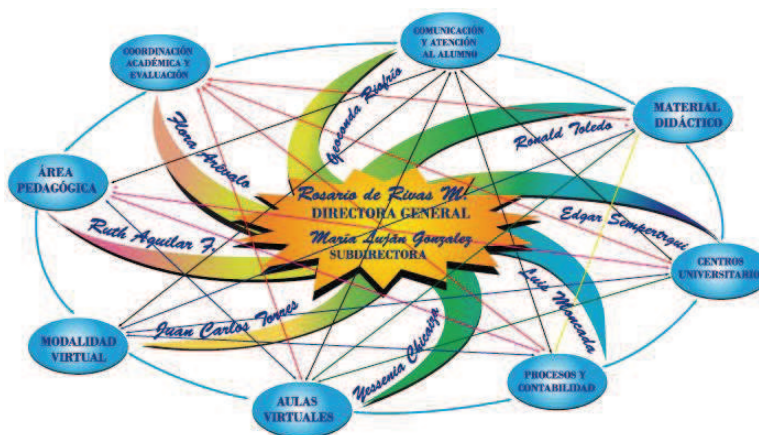 COMUNICACIÓN
Y ATENCIÓN
AL ALUMNO
COORDINACIÓN
ACADÉMICA Y
EVALUACIÓN
MATERIAL
DIDÁCTICO
Geoconda Riofrío
Flora Arévalo
Ronald Toledo
ÁREA
PEDAGÓGICA
Rosario de Rivas M.
DIRECTORA GENERAL
María Luján Gonzalez
SUBDIRECTORA
Ruth Aguilar F.
Edgar
CENTROS
UNIVERSITARIO
Juan Carlos Torres
Luis Moncada
Yessenia Chicaiza
MODALIDAD
VIRTUAL
AULAS
VIRTUALES
PROCESOS Y
CONTABILIDAD